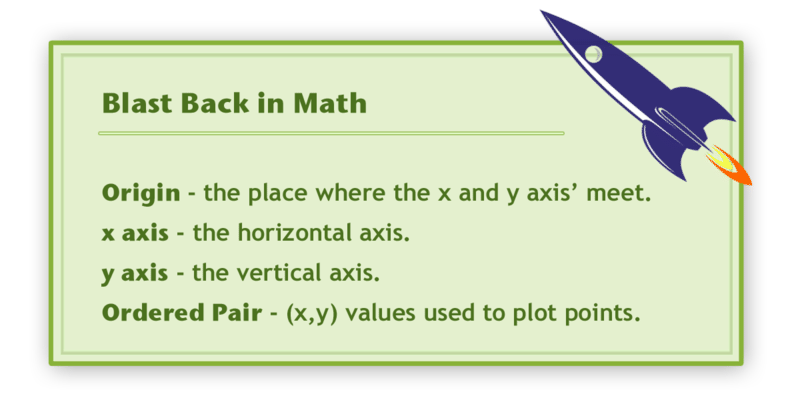 Blast Back in Math
Origin - the place where the x and y axis’ meet.
x axis - the horizontal axis.
y axis - the vertical axis.
Ordered Pair - (x,y) values used to plot points.